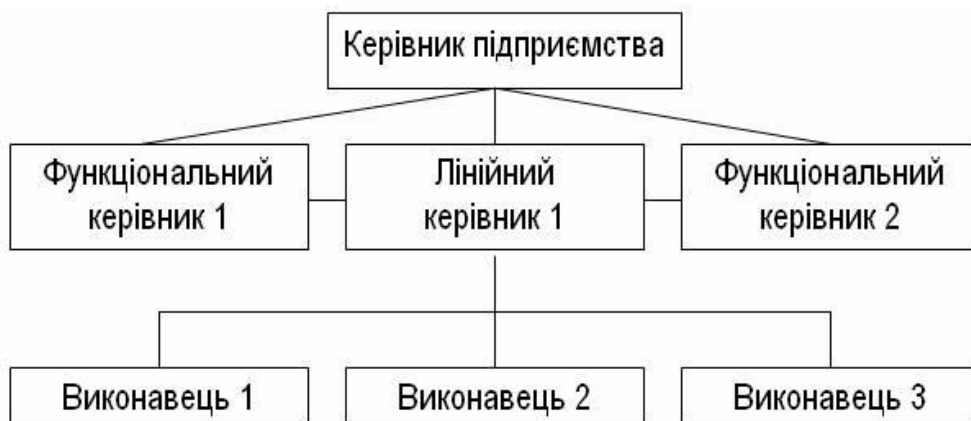 Керівник підприємства
Функціональний
керівник 1
Лінійний
керівник 1
Функціональний
керівник 2
Виконавець 1
Виконавець 2
Виконавець 3